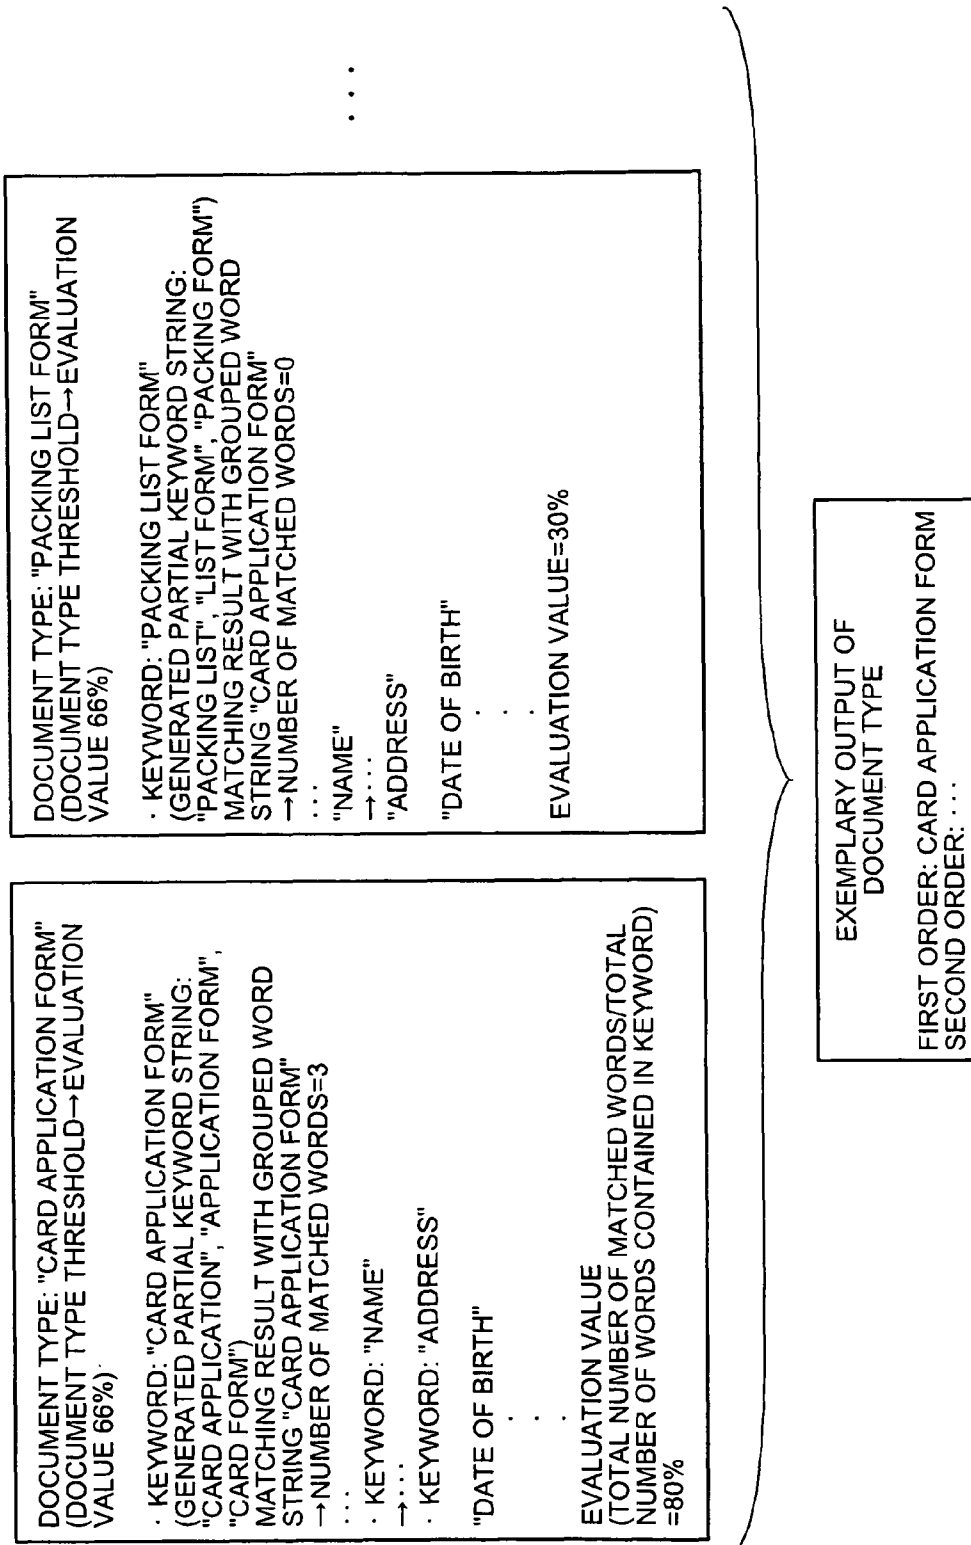 DOCUMENT TYPE: "CARD APPLICATION FORM"
(DOCUMENT TYPE THRESHOLD→EVALUATION
VALUE 66%)
· KEYWORD: "CARD APPLICATION FORM"
(GENERATED PARTIAL KEYWORD STRING:
"CARD APPLICATION", "APPLICATION FORM",
"CARD FORM")
MATCHING RESULT WITH GROUPED WORD
STRING "CARD APPLICATION FORM"
→NUMBER OF MATCHED WORDS=3
...
· KEYWORD: "NAME"
→...
· KEYWORD: "ADDRESS"
"DATE OF BIRTH"
·
·
·
EVALUATION VALUE
(TOTAL NUMBER OF MATCHED WORDS/TOTAL
NUMBER OF WORDS CONTAINED IN KEYWORD)
=80%
DOCUMENT TYPE: "PACKING LIST FORM"
(DOCUMENT TYPE THRESHOLD→EVALUATION
VALUE 66%)
· KEYWORD: "PACKING LIST FORM"
(GENERATED PARTIAL KEYWORD STRING:
"PACKING LIST", "LIST FORM", "PACKING FORM")
MATCHING RESULT WITH GROUPED WORD
STRING "CARD APPLICATION FORM"
→NUMBER OF MATCHED WORDS=0
...
"NAME"
→...
"ADDRESS"
"DATE OF BIRTH"
·
·
·
EVALUATION VALUE=30%
...
EXEMPLARY OUTPUT OF
DOCUMENT TYPE
FIRST ORDER: CARD APPLICATION FORM
SECOND ORDER: ...